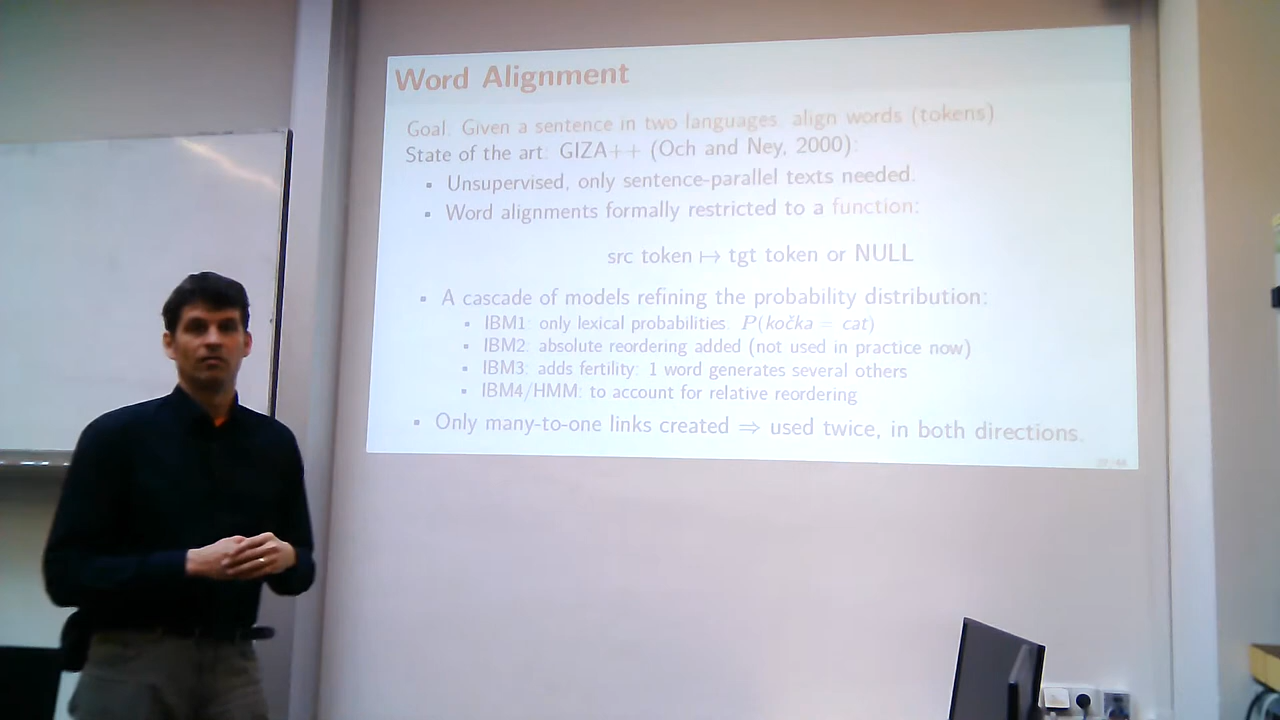 Word Alignment
Goal: Given a sentence in two languages, align words (tokens)
State of the art: GIZA++ (Och and Ney, 2000):
▪ Unsupervised, only sentence-parallel texts needed.
▪ Word alignments formally restricted to a function:
src token ↦ tgt token or NULL
▪ A cascade of models refining the probability distribution:
▪ IBM1: only lexical probabilities: P(kočka = cat)
▪ IBM2: absolute reordering added (not used in practice now)
▪ IBM3: adds fertility: 1 word generates several others
▪ IBM4/HMM: to account for relative reordering
▪ Only many-to-one links created ⇒ used twice, in both directions.